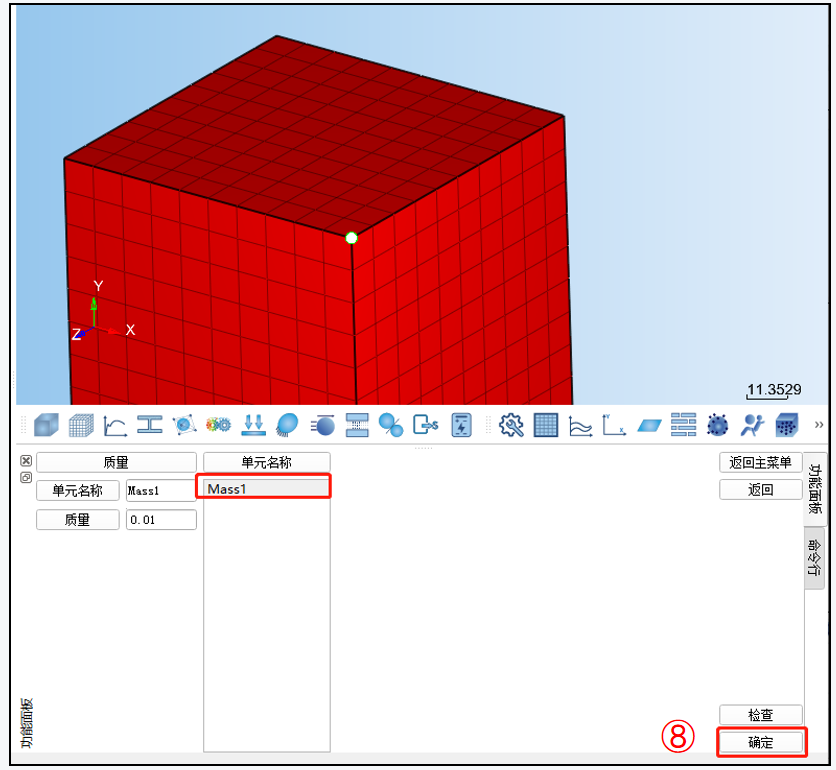 Y
Z
X
11.3529
质量
单元名称
返回主菜单
单元名称
Mass1
Mass1
返回
质量
0.01
功能面板
命令行
功能面板
检查
⑧
确定